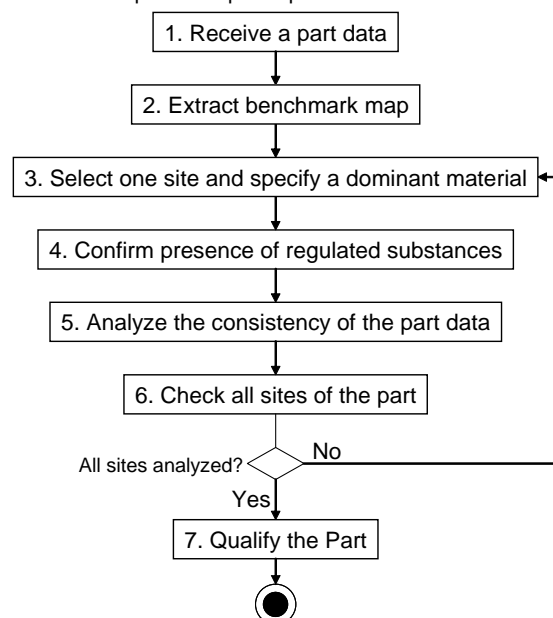 1. Receive a part data
2. Extract benchmark map
3. Select one site and specify a dominant material
4. Confirm presence of regulated substances
5. Analyze the consistency of the part data
6. Check all sites of the part
All sites analyzed?
No
Yes
7. Qualify the Part